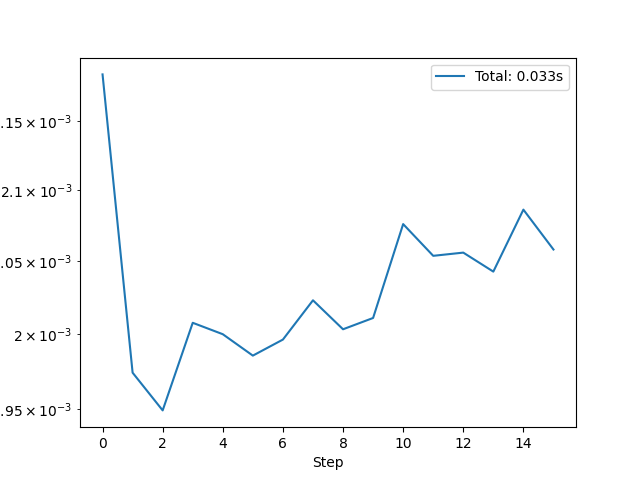 Total: 0.033s
.15 × 10⁻³
2.1 × 10⁻³
.05 × 10⁻³
2 × 10⁻³
.95 × 10⁻³
0 2 4 6 8 10 12 14
Step